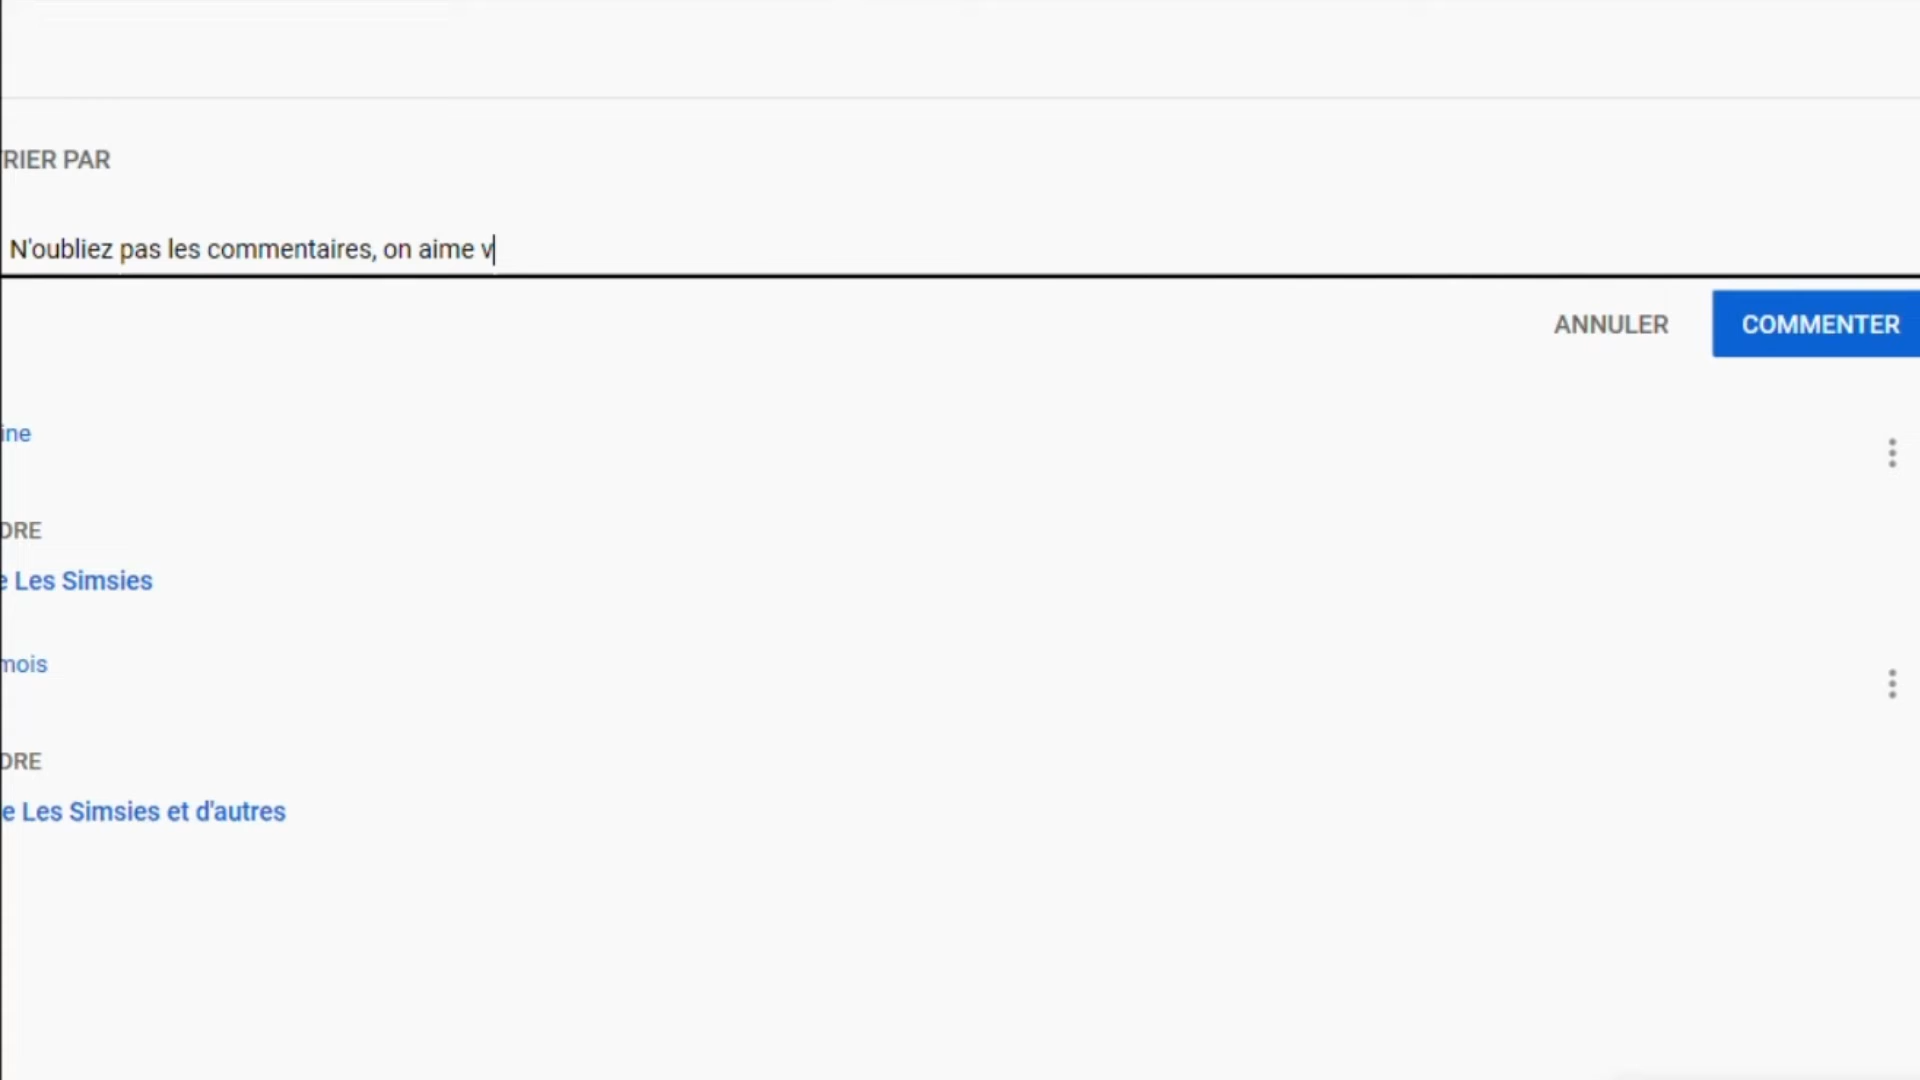 TRIER PAR
N'oubliez pas les commentaires, on aime v
ANNULER
COMMENTER
ine
DRE
e Les Simsies
mois
DRE
e Les Simsies et d'autres